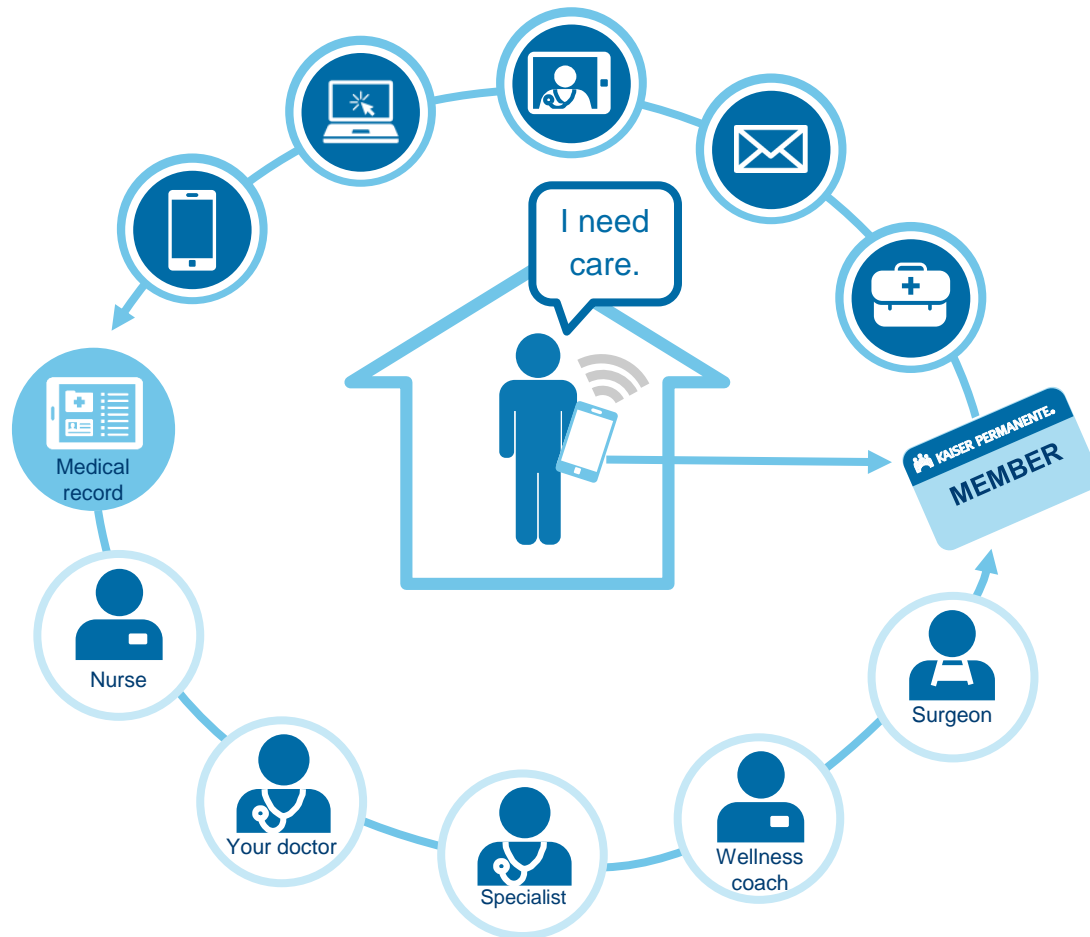 I need
care.
KAISER PERMANENTE®
MEMBER
Medical
record
Nurse
Your doctor
Specialist
Wellness
coach
Surgeon